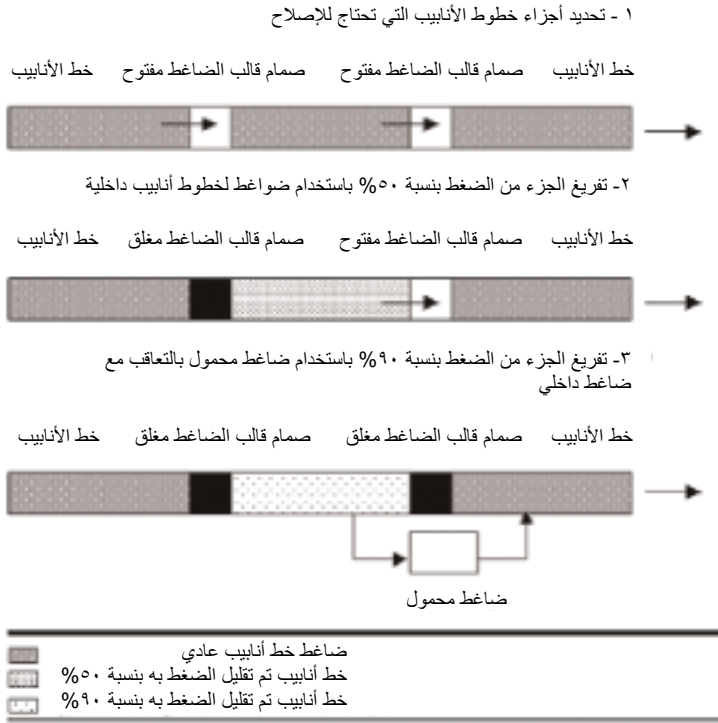 ١ - تحديد أجزاء خطوط الأنابيب التي تحتاج للإصلاح
خط الأنابيب صمام قالب الضاغط مفتوح صمام قالب الضاغط مفتوح خط الأنابيب
٢- تفريغ الجزء من الضغط بنسبة ٥٠% باستخدام ضواغط لخطوط أنابيب داخلية
خط الأنابيب صمام قالب الضاغط مفتوح صمام قالب الضاغط مغلق خط الأنابيب
٣- تفريغ الجزء من الضغط بنسبة ٩٠% باستخدام ضاغط محمول بالتعاقب مع
ضاغط داخلي
خط الأنابيب صمام قالب الضاغط مغلق صمام قالب الضاغط مغلق خط الأنابيب
ضاغط محمول
ضاغط خط أنابيب عادي
خط أنابيب تم تقليل الضغط به بنسبة ٥٠%
خط أنابيب تم تقليل الضغط به بنسبة ٩٠%